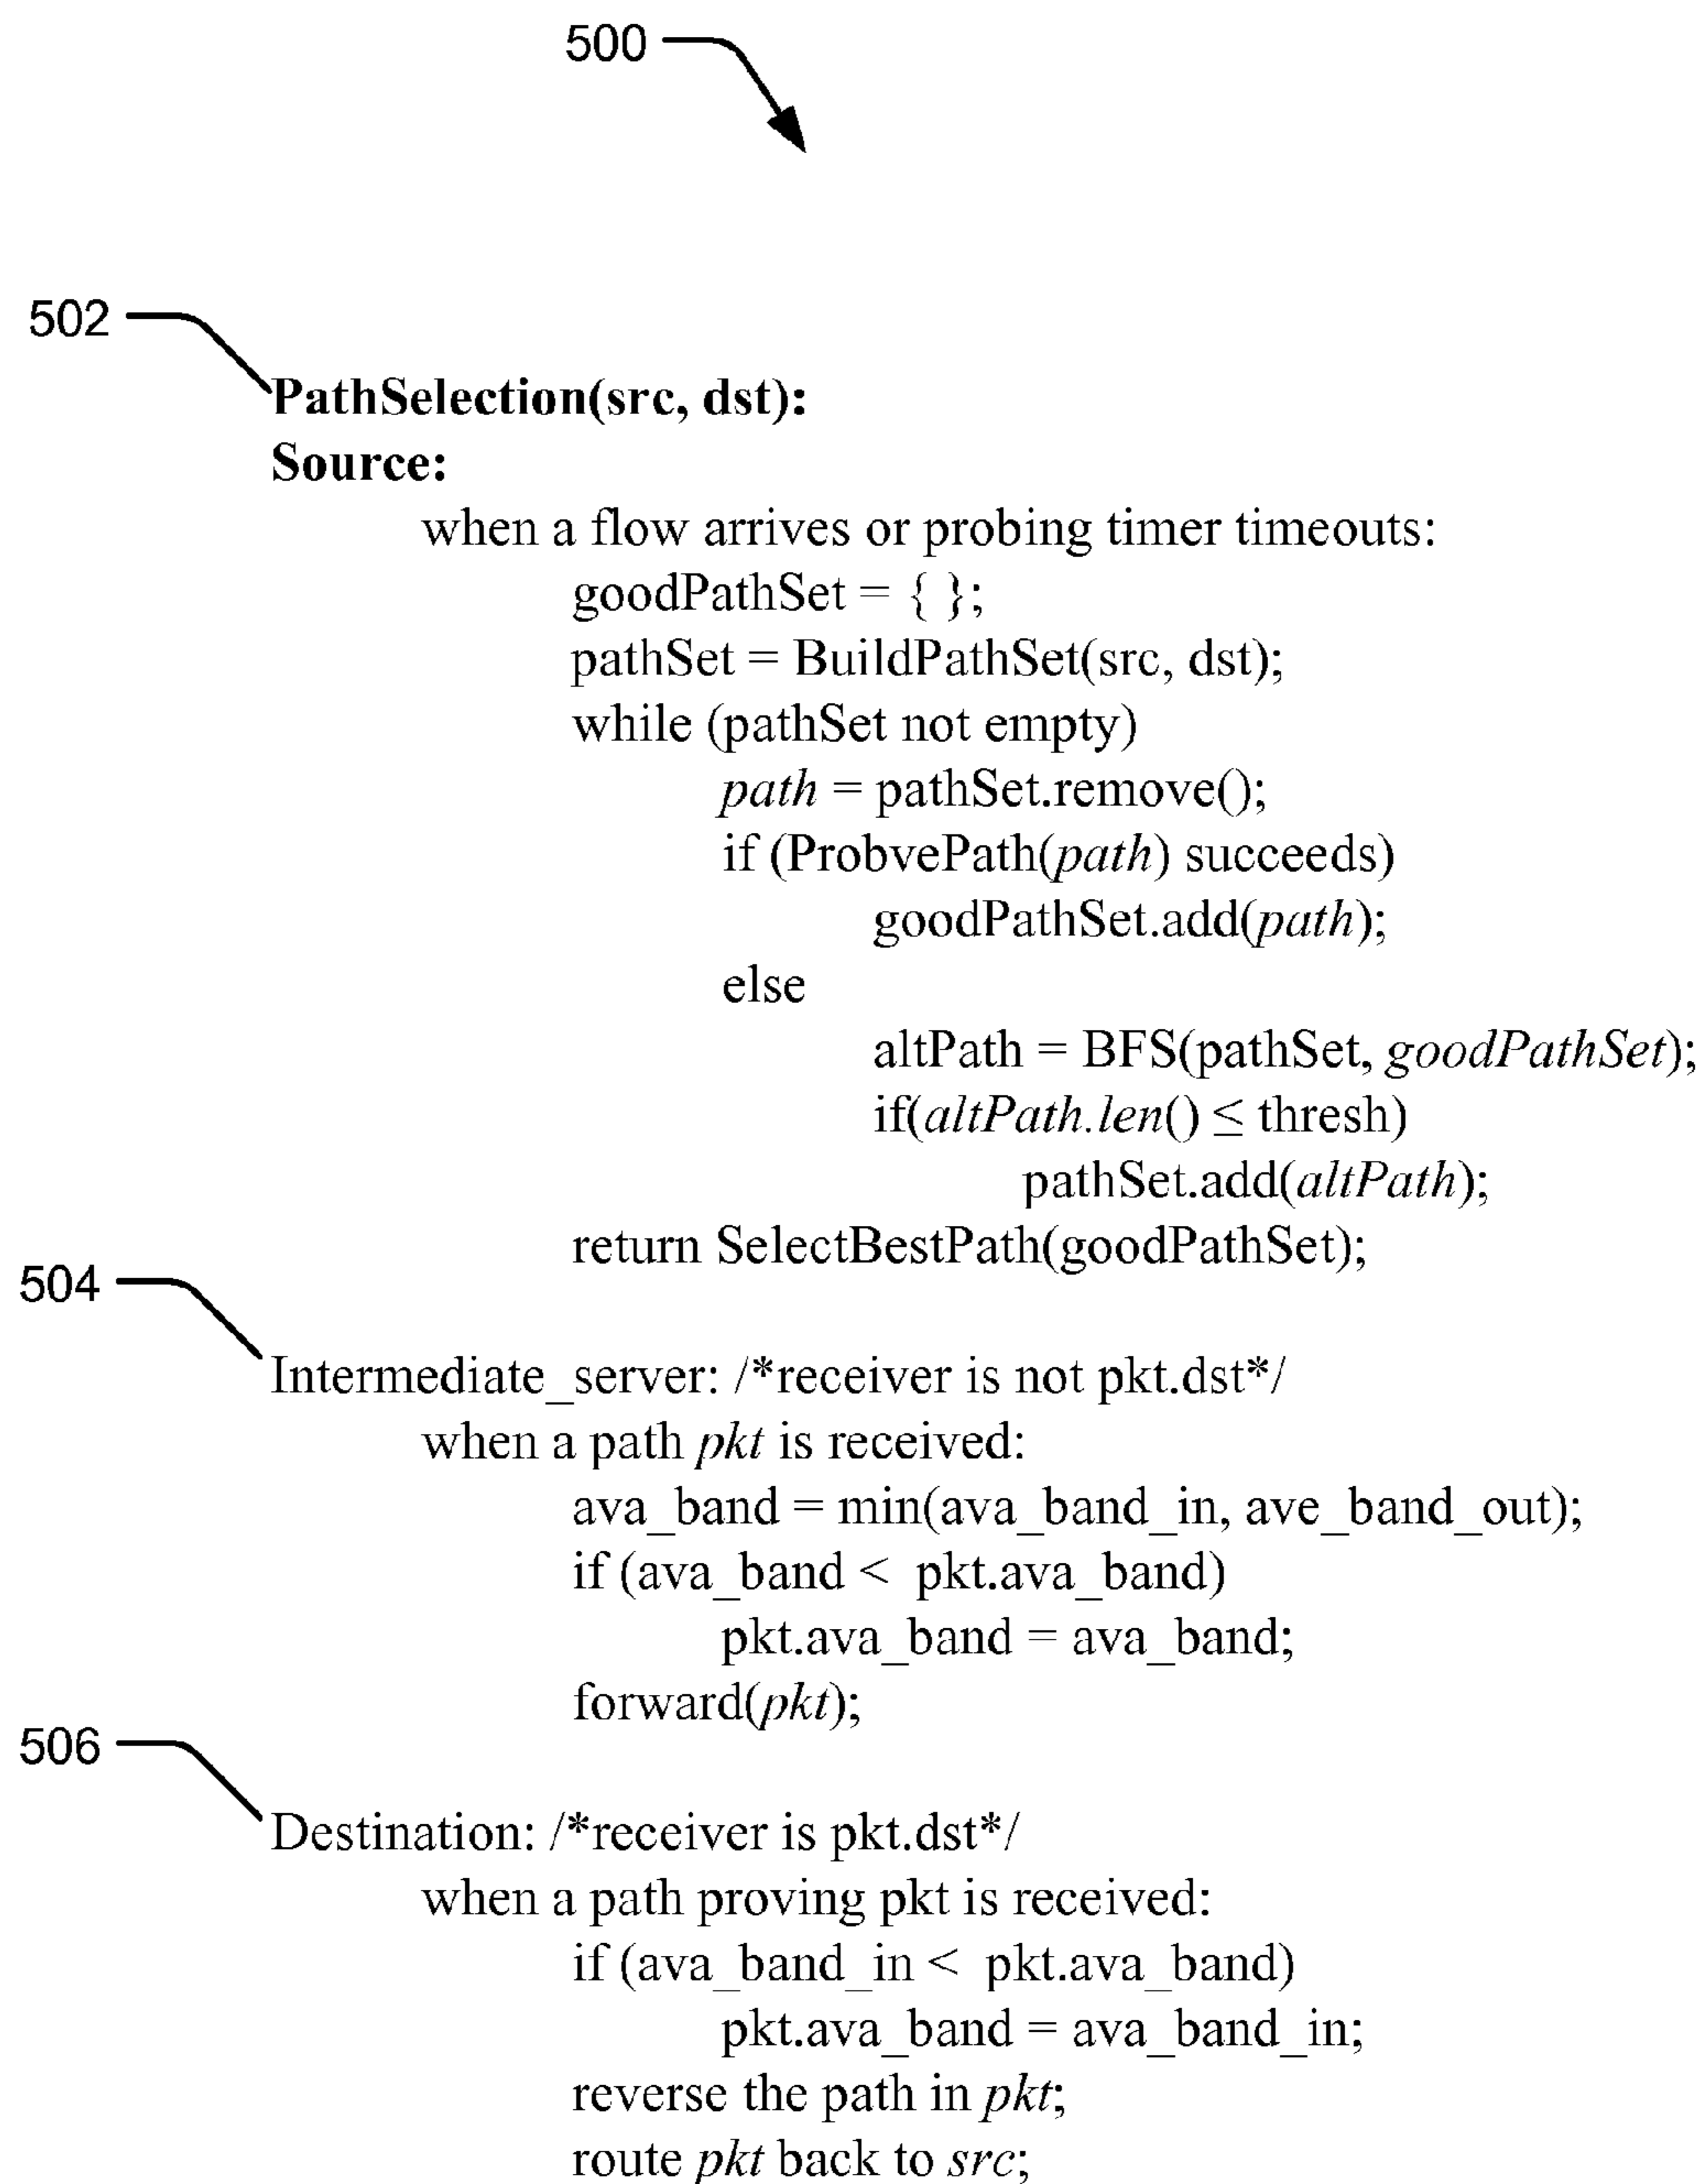 500
502
PathSelection(src, dst):
Source:
when a flow arrives or probing timer timeouts:
goodPathSet = { };
pathSet = BuildPathSet(src, dst);
while (pathSet not empty)
path = pathSet.remove();
if (ProbvePath(path) succeeds)
goodPathSet.add(path);
else
altPath = BFS(pathSet, goodPathSet);
if(altPath.len() ≤ thresh)
pathSet.add(altPath);
return SelectBestPath(goodPathSet);
504
Intermediate_server: /*receiver is not pkt.dst*/
when a path pkt is received:
ava_band = min(ava_band_in, ave_band_out);
if (ava_band < pkt.ava_band)
pkt.ava_band = ava_band;
forward(pkt);
506
Destination: /*receiver is pkt.dst*/
when a path proving pkt is received:
if (ava_band_in < pkt.ava_band)
pkt.ava_band = ava_band_in;
reverse the path in pkt;
route pkt back to src;